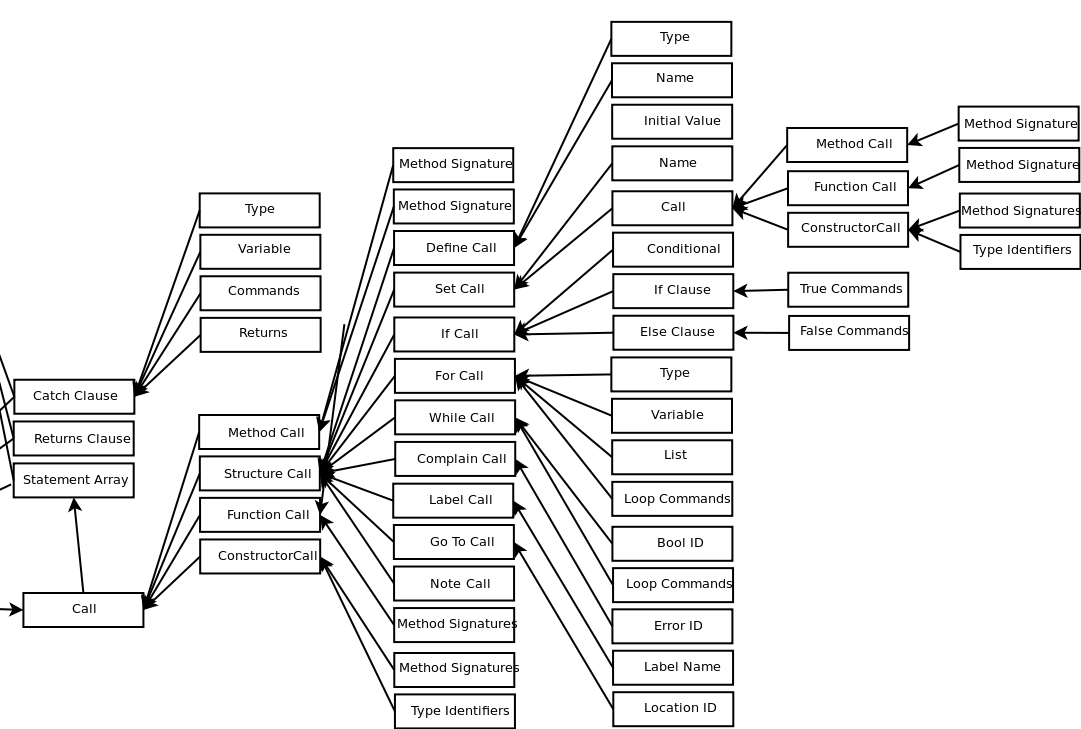 Catch Clause
Returns Clause
Statement Array
Call
Type
Variable
Commands
Returns
Method Call
Structure Call
Function Call
ConstructorCall
Method Signature
Method Signature
Define Call
Set Call
If Call
For Call
While Call
Complain Call
Label Call
Go To Call
Note Call
Method Signatures
Method Signatures
Type Identifiers
Type
Name
Initial Value
Name
Call
Conditional
If Clause
Else Clause
Type
Variable
List
Loop Commands
Bool ID
Loop Commands
Error ID
Label Name
Location ID
Method Call
Function Call
ConstructorCall
True Commands
False Commands
Method Signature
Method Signature
Method Signatures
Type Identifiers